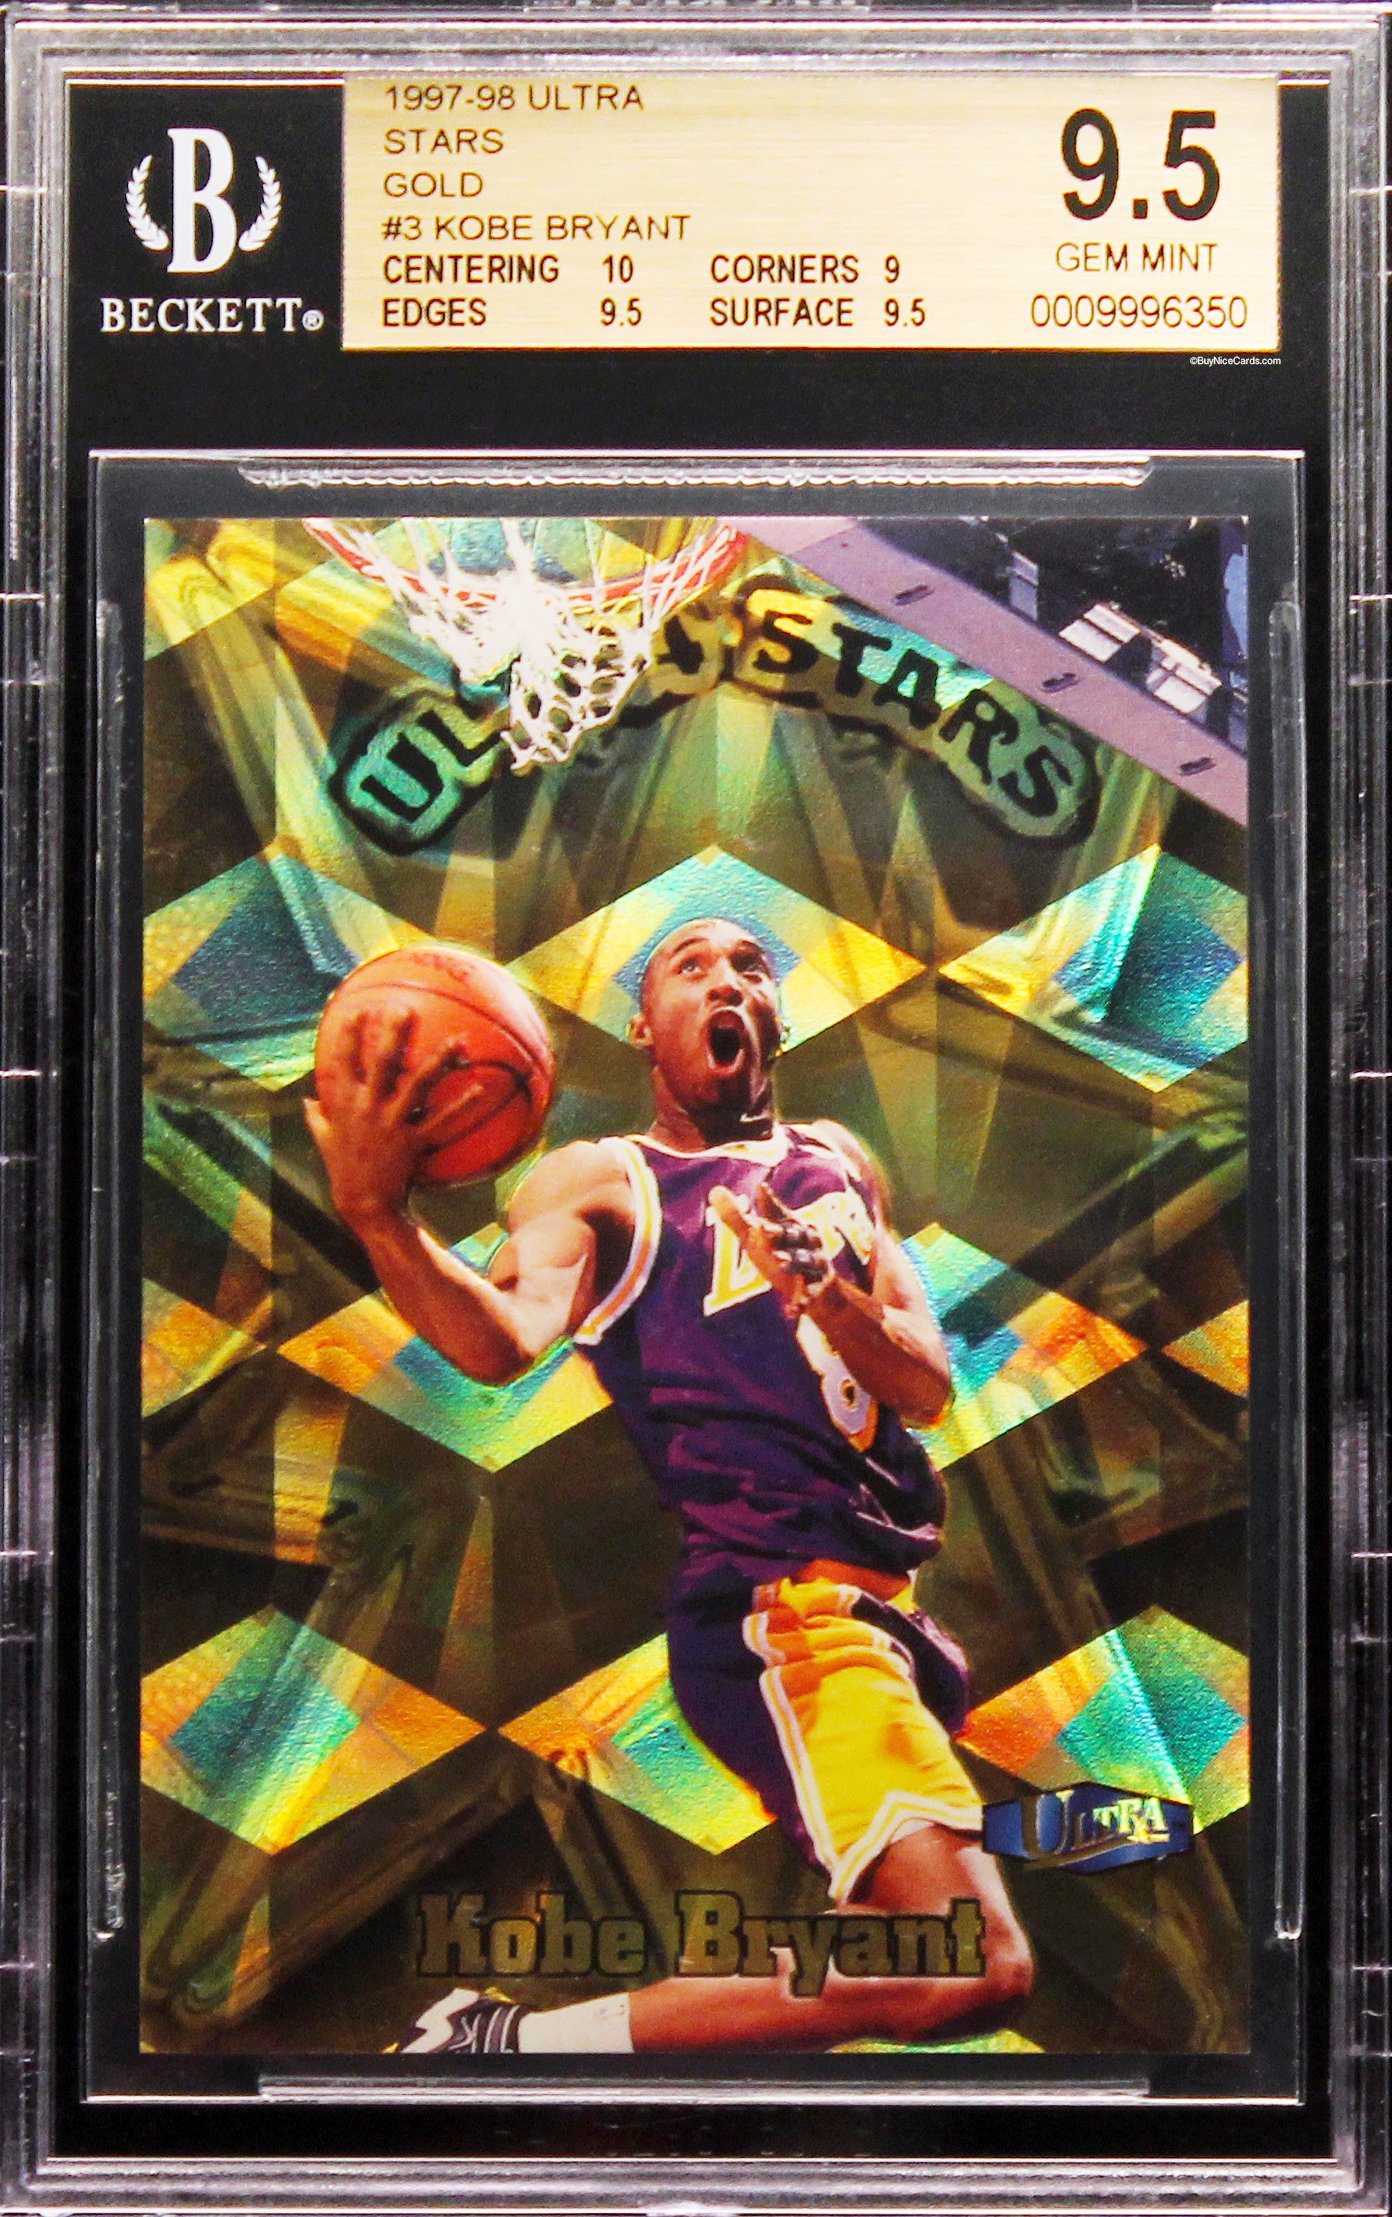 1997-98 ULTRA
STARS
GOLD
#3 KOBE BRYANT
CENTERING 10 CORNERS 9
EDGES 9.5 SURFACE 9.5
9.5
GEM MINT
0009996350
B
BECKETT®
©BuyNiceCards.com
STARS
8
ULTRA
Kobe Bryant